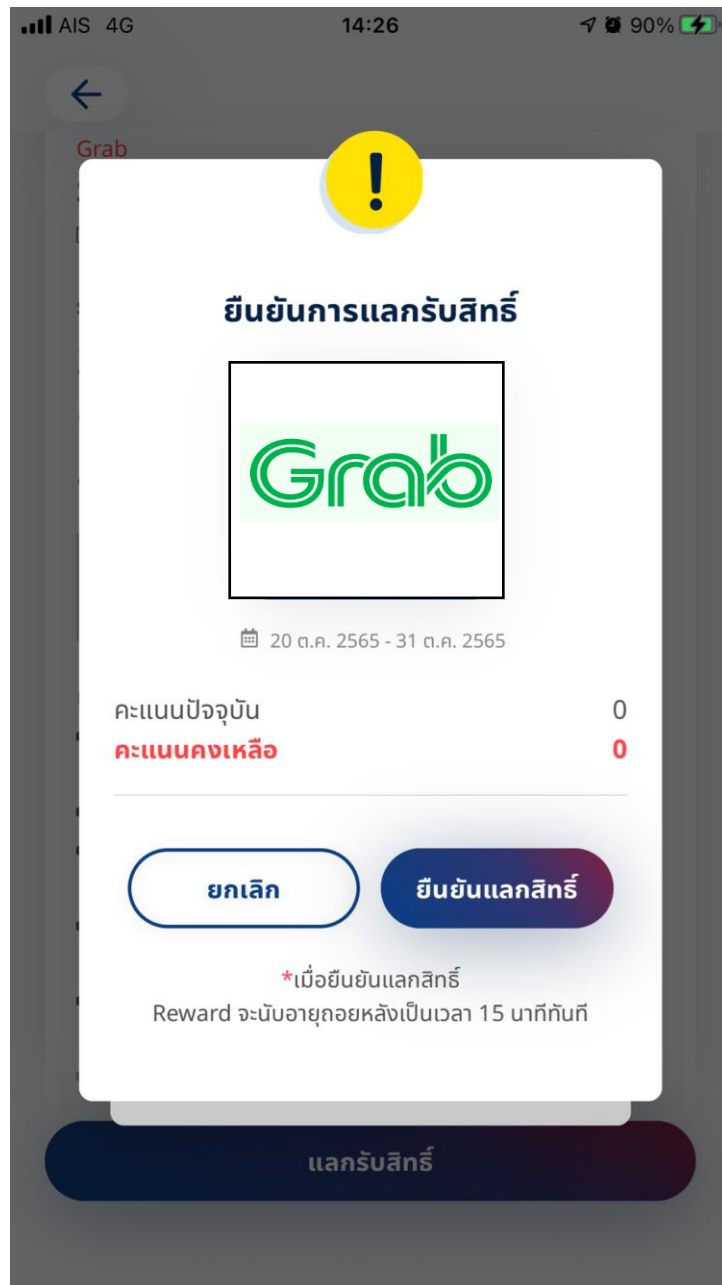 AIS 4G 14:26 90%
Grab
!
ยืนยันการแลกรับสิทธิ์
Grab
20 ต.ค. 2565 - 31 ต.ค. 2565
คะแนนปัจจุบัน 0
คะแนนคงเหลือ 0
ยกเลิก ยืนยันแลกสิทธิ์
*เมื่อยืนยันแลกสิทธิ์
Reward จะนับอายุถอยหลังเป็นเวลา 15 นาทีทันที
แลกรับสิทธิ์